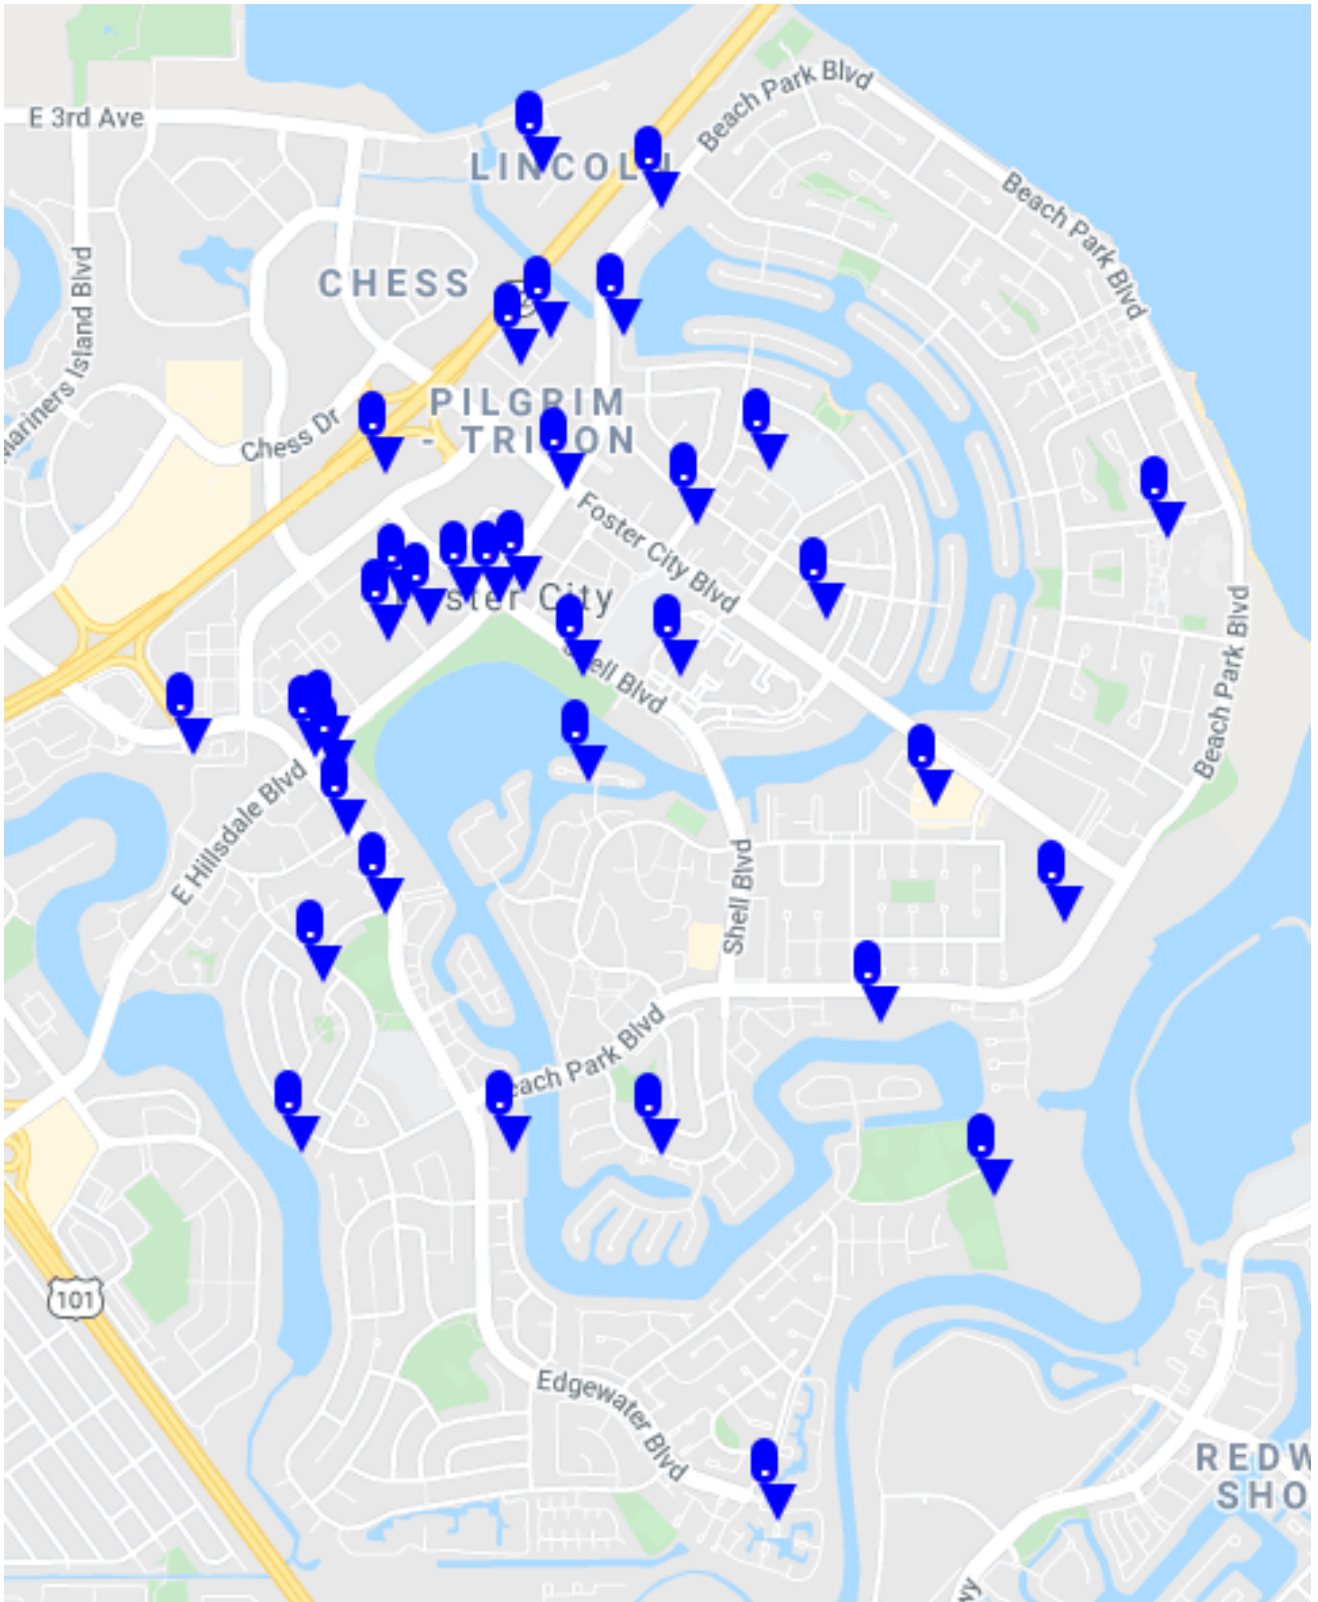 E 3rd Ave
Beach Park Blvd
LINCOLN
Beach Park Blvd
CHESS
Mariners Island Blvd
PILGRIM
- TRITON
Chess Dr
Foster City Blvd
Foster City
Shell Blvd
Beach Park Blvd
E Hillsdale Blvd
Shell Blvd
Beach Park Blvd
101
Edgewater Blvd
REDW
SHO